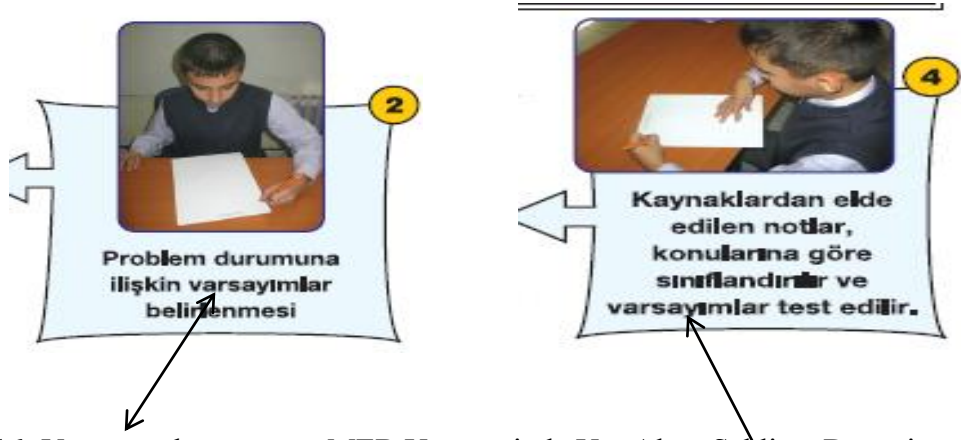 2
Problem durumuna
ilişkin varsayımlar
belirlenmesi
4
Kaynaklardan elde
edilen notlar,
konularına göre
sınıflandırılır ve
varsayımlar test edilir.